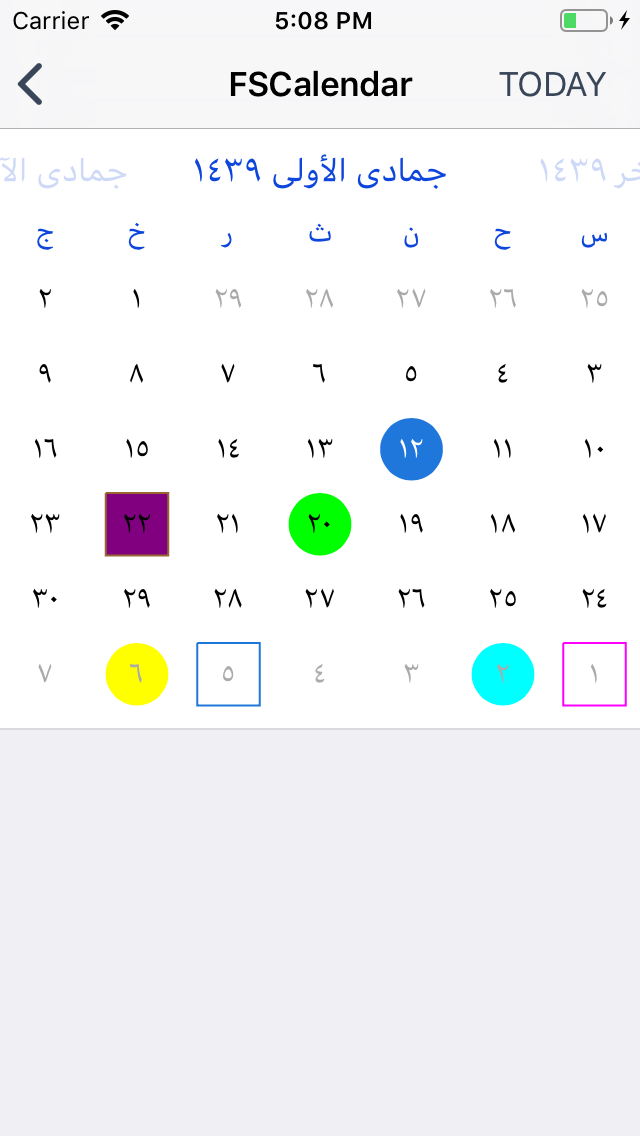 Carrier 5:08 PM
FSCalendar TODAY
خر ١٤٣٩ جمادى الأولى ١٤٣٩ جمادى الآ
س ح ن ث ر خ ج
٢٥ ٢٦ ٢٧ ٢٨ ٢٩ ١ ٢
٣ ٤ ٥ ٦ ٧ ٨ ٩
١٠ ١١ ١٢ ١٣ ١٤ ١٥ ١٦
١٧ ١٨ ١٩ ٢٠ ٢١ ٢٢ ٢٣
٢٤ ٢٥ ٢٦ ٢٧ ٢٨ ٢٩ ٣٠
١ ٢ ٣ ٤ ٥ ٦ ٧